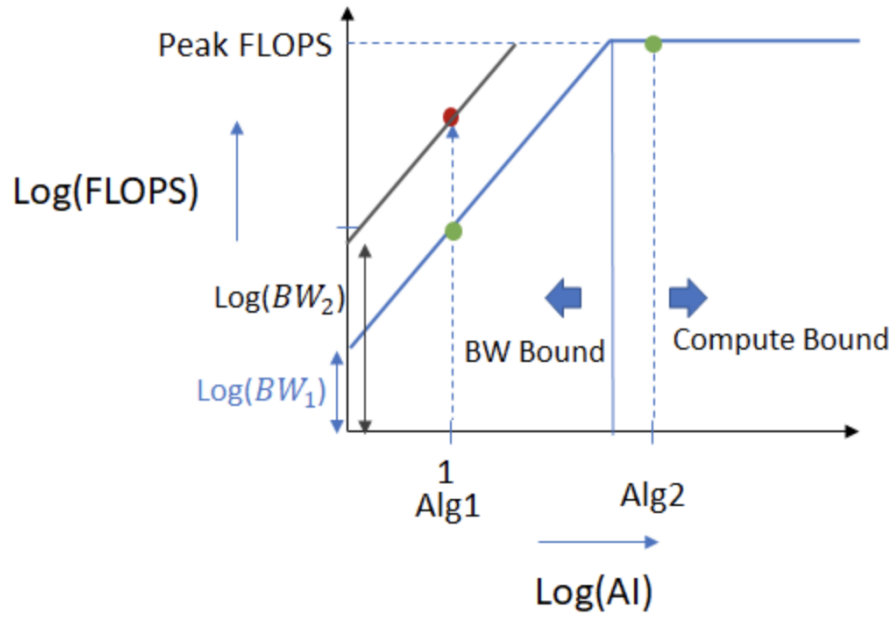 Peak FLOPS
Log(FLOPS)
Log(BW₂)
BW Bound
Compute Bound
Log(BW₁)
1
Alg1
Alg2
Log(AI)